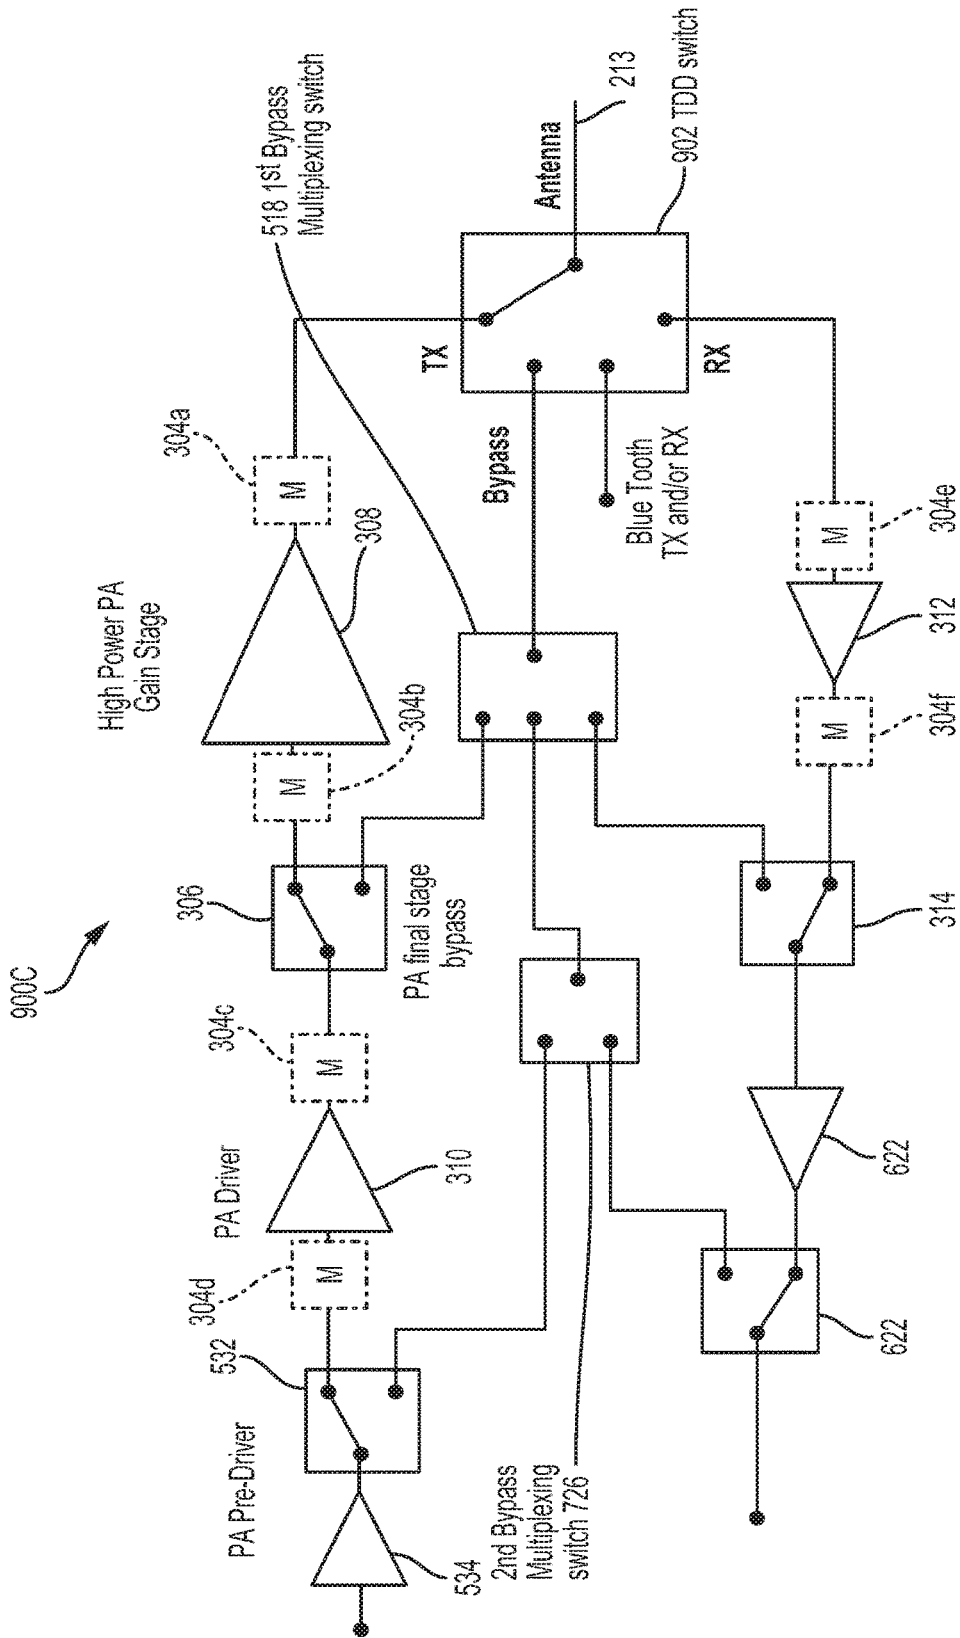 900C
PA Pre-Driver
534
532
304d
M
PA Driver
310
304c
M
306
PA final stage
bypass
304b
M
High Power PA
Gain Stage
308
304a
M
518 1st Bypass
Multiplexing switch
2nd Bypass
Multiplexing
switch 726
Bypass
TX
RX
Blue Tooth
TX and/or RX
Antenna
213
902 TDD switch
622
622
314
M
304f
312
M
304e